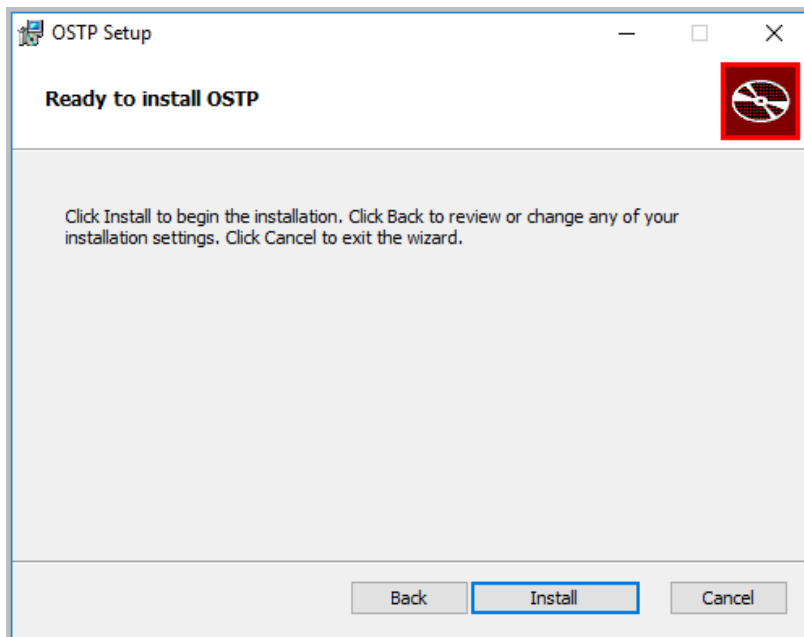 OSTP Setup
Ready to install OSTP
Click Install to begin the installation. Click Back to review or change any of your
installation settings. Click Cancel to exit the wizard.
Back
Install
Cancel